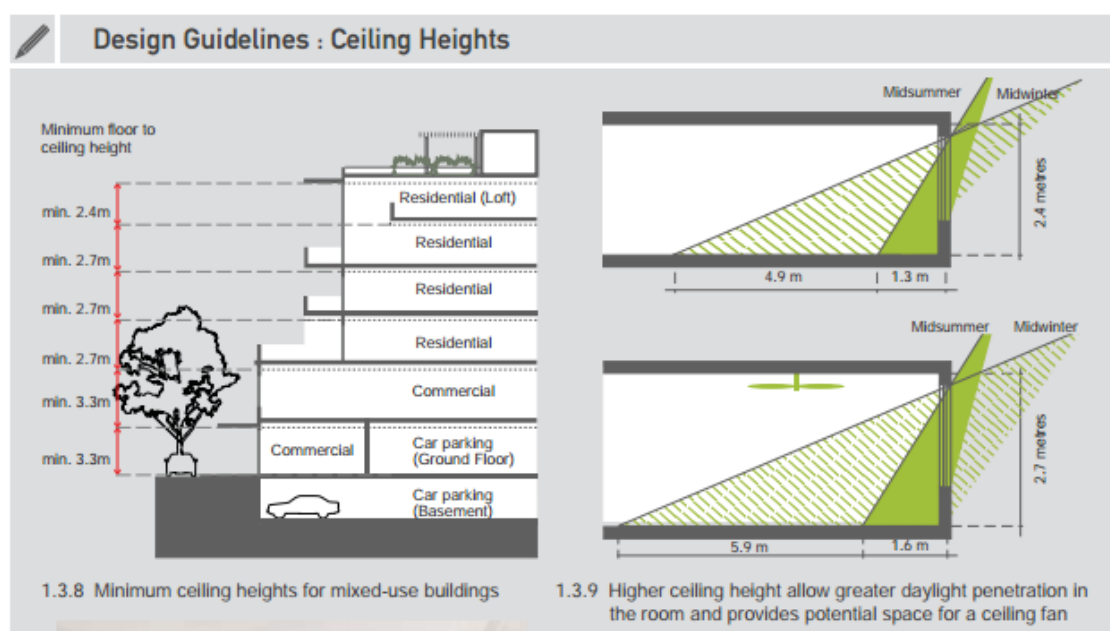 Design Guidelines : Ceiling Heights
Minimum floor to
ceiling height
min. 2.4m
min. 2.7m
min. 2.7m
min. 2.7m
min. 3.3m
min. 3.3m
Residential (Loft)
Residential
Residential
Residential
Commercial
Commercial
Car parking
(Ground Floor)
Car parking
(Basement)
1.3.8 Minimum ceiling heights for mixed-use buildings
Midsummer
Midwinter
2.4 metres
4.9 m
1.3 m
Midsummer
Midwinter
2.7 metres
5.9 m
1.6 m
1.3.9 Higher ceiling height allow greater daylight penetration in
the room and provides potential space for a ceiling fan